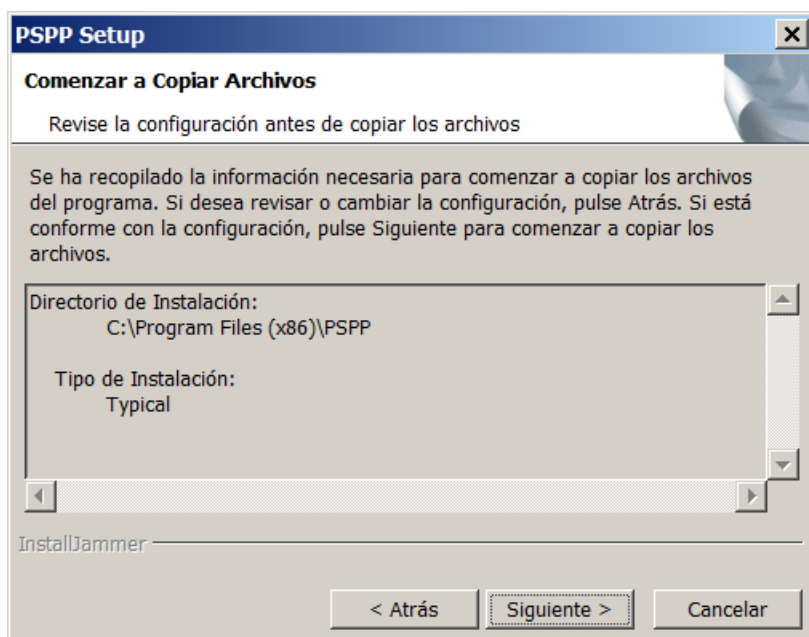 PSPP Setup
Comenzar a Copiar Archivos
Revise la configuración antes de copiar los archivos
Se ha recopilado la información necesaria para comenzar a copiar los archivos
del programa. Si desea revisar o cambiar la configuración, pulse Atrás. Si está
conforme con la configuración, pulse Siguiente para comenzar a copiar los
archivos.
Directorio de Instalación:
C:\Program Files (x86)\PSPP
Tipo de Instalación:
Typical
InstallJammer
< Atrás
Siguiente >
Cancelar